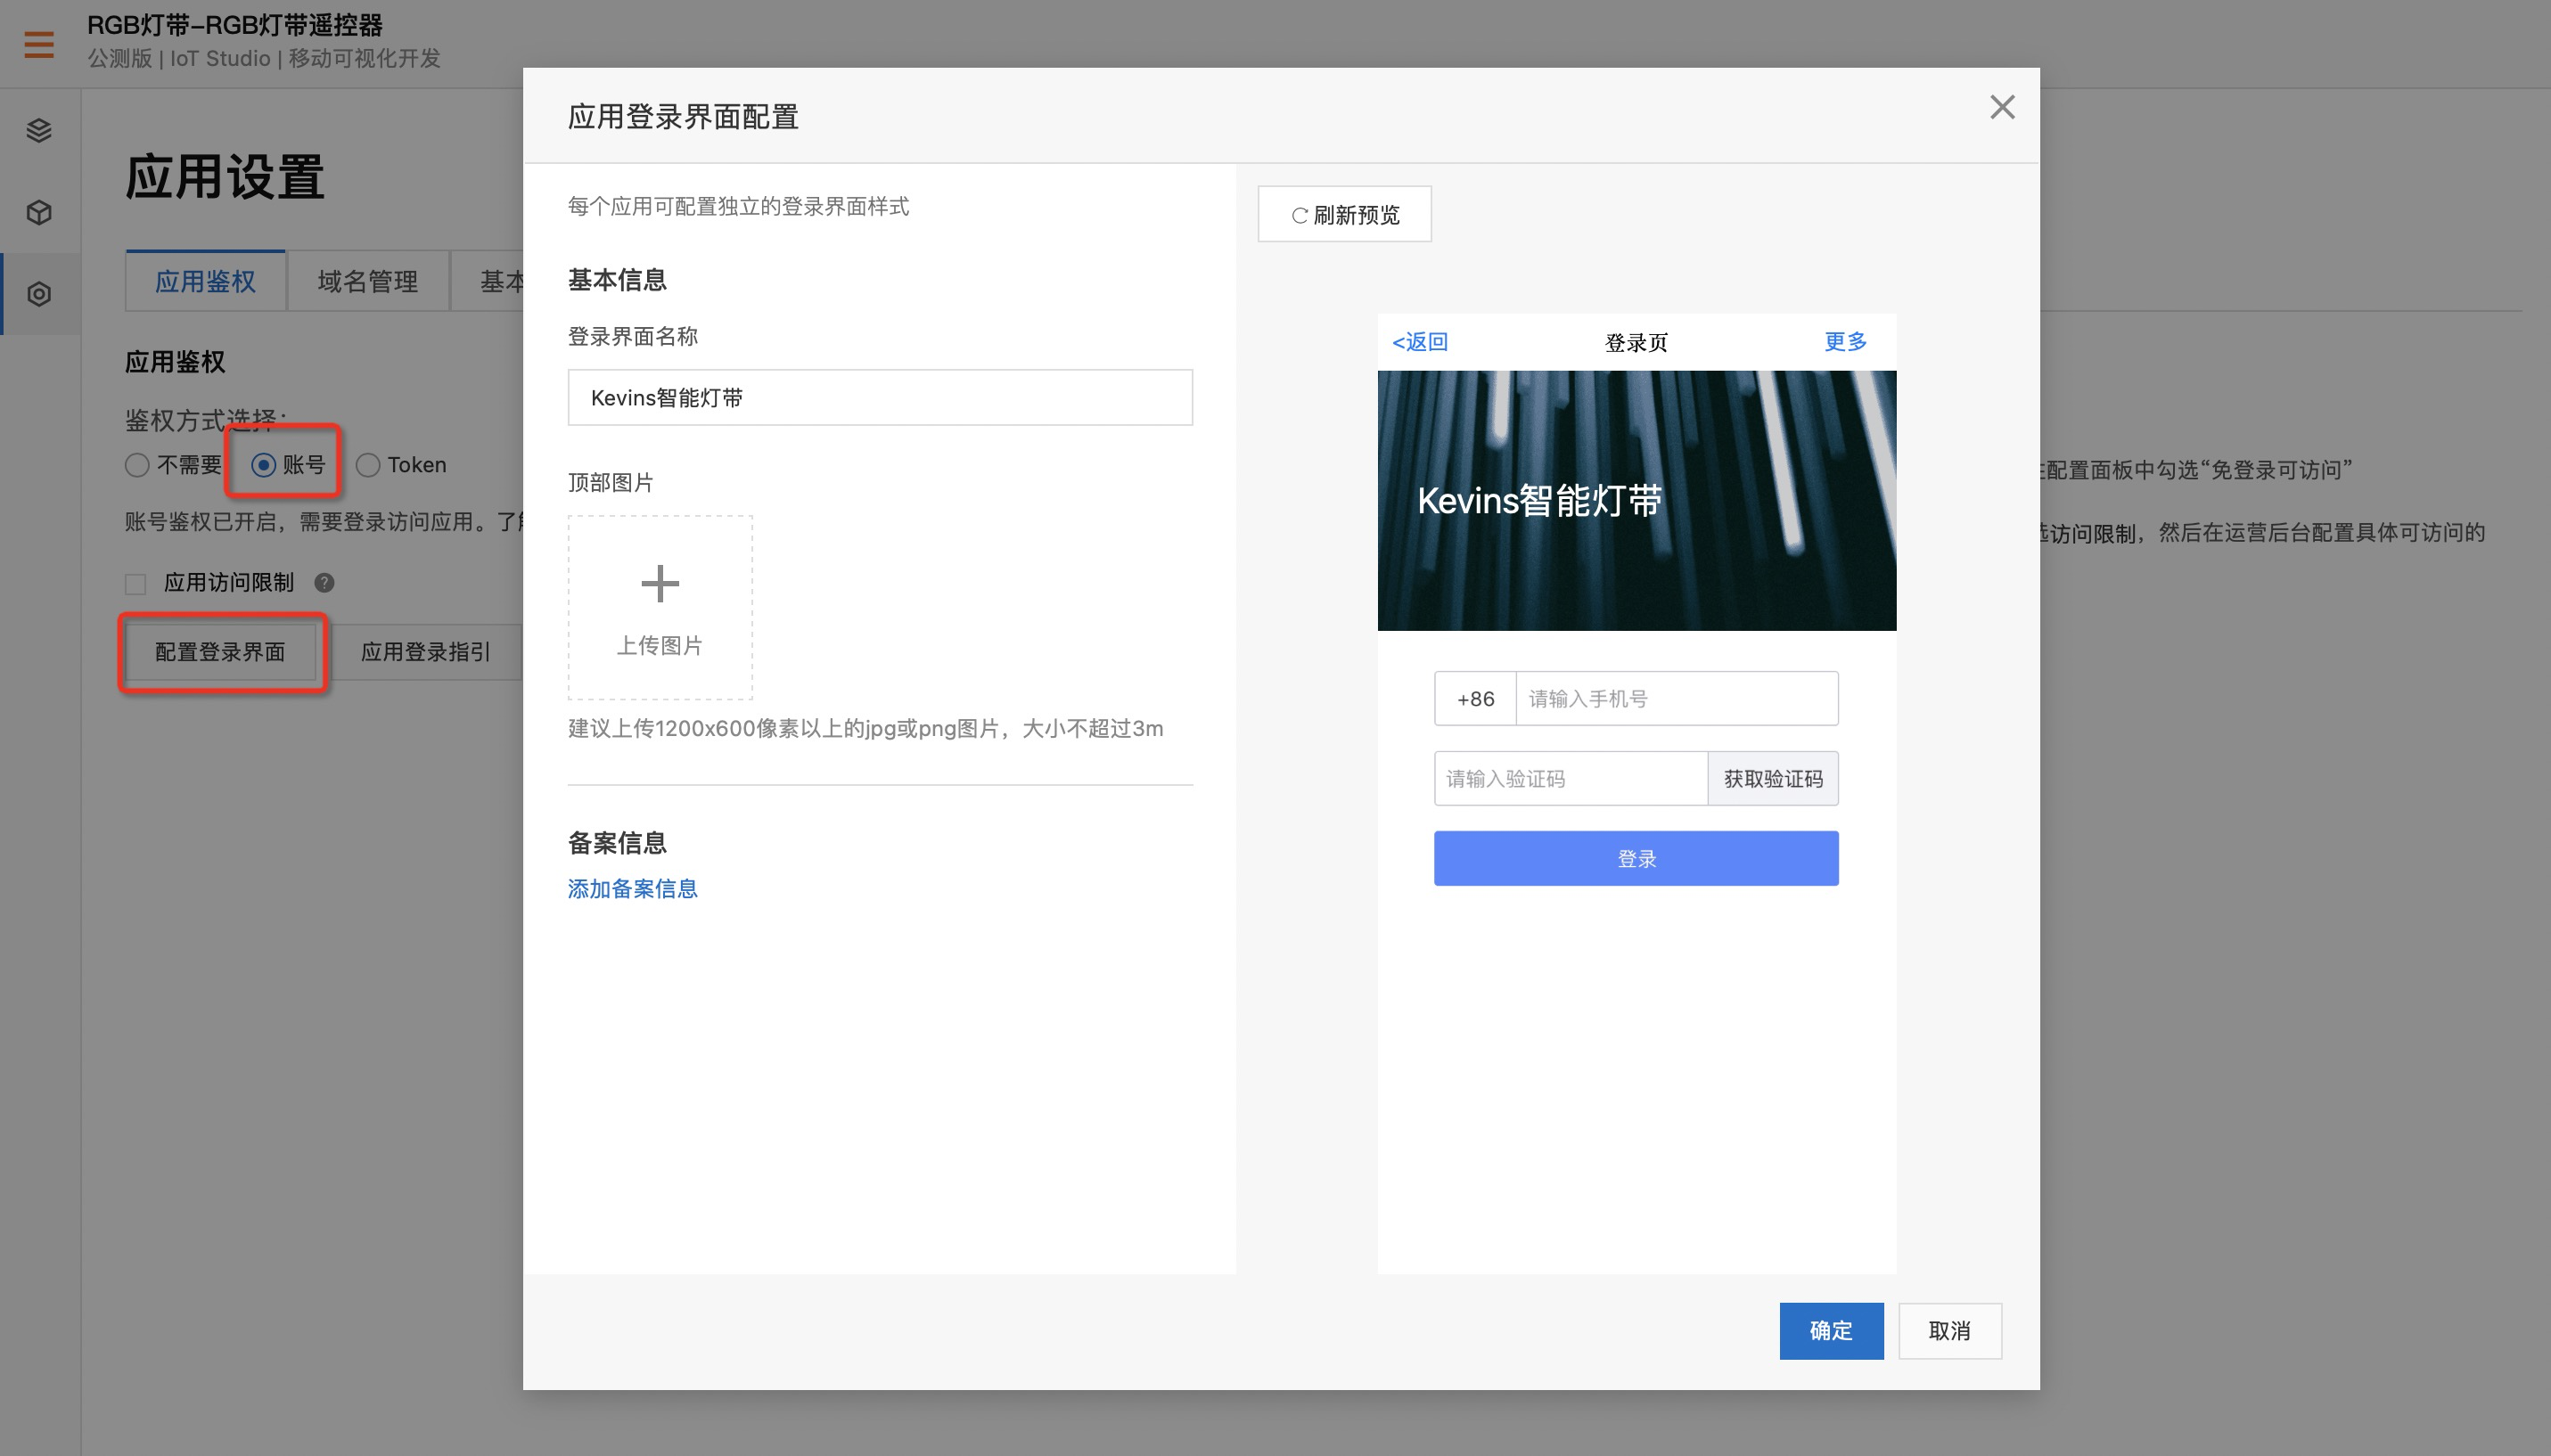 RGB灯带-RGB灯带遥控器
公测版 | IoT Studio | 移动可视化开发
应用设置
应用鉴权
域名管理
基本
应用鉴权
鉴权方式选择：
不需要
账号
Token
账号鉴权已开启，需要登录访问应用。
应用访问限制
?
配置登录界面
应用登录指引
应用登录界面配置
每个应用可配置独立的登录界面样式
基本信息
登录界面名称
Kevins智能灯带
顶部图片
上传图片
建议上传1200x600像素以上的jpg或png图片，大小不超过3m
备案信息
添加备案信息
刷新预览
<返回
登录页
更多
Kevins智能灯带
+86
请输入手机号
请输入验证码
获取验证码
登录
确定
取消
配置面板中勾选“免登录可访问”
访问限制，然后在运营后台配置具体可访问的